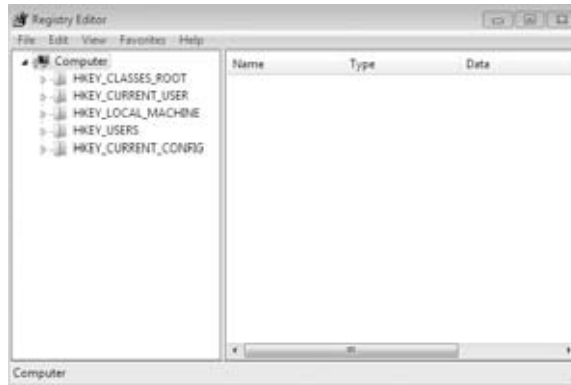 Registry Editor
File Edit View Favorites Help
Computer
HKEY_CLASSES_ROOT
HKEY_CURRENT_USER
HKEY_LOCAL_MACHINE
HKEY_USERS
HKEY_CURRENT_CONFIG
Name Type Data
Computer